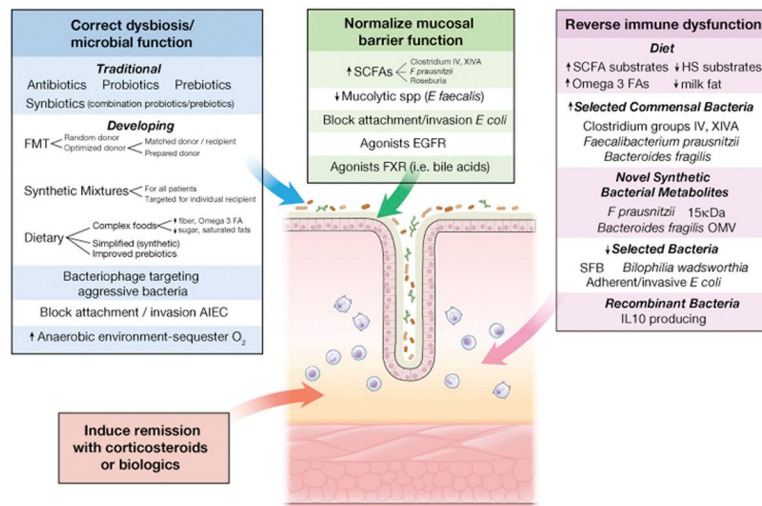 Correct dysbiosis/
microbial function
Traditional
Antibiotics Probiotics Prebiotics
Synbiotics (combination probiotics/prebiotics)
Developing
FMT
Random donor
Optimized donor
Matched donor / recipient
Prepared donor
Synthetic Mixtures
For all patients
Targeted for individual recipient
Dietary
Complex foods
↑ fiber, Omega 3 FA
↓ sugar, saturated fats
Simplified (synthetic)
Improved prebiotics
Bacteriophage targeting
aggressive bacteria
Block attachment / invasion AIEC
↑ Anaerobic environment-sequester O₂
Normalize mucosal
barrier function
↑ SCFAs
Clostridium IV, XIVA
F prausnitzii
Roseburia
↓ Mucolytic spp (E faecalis)
Block attachment/invasion E coli
Agonists EGFR
Agonists FXR (i.e. bile acids)
Reverse immune dysfunction
Diet
↑ SCFA substrates ↓ HS substrates
↑ Omega 3 FAs ↓ milk fat
↑ Selected Commensal Bacteria
Clostridium groups IV, XIVA
Faecalibacterium prausnitzii
Bacteroides fragilis
Novel Synthetic
Bacterial Metabolites
F prausnitzii 15κDa
Bacteroides fragilis OMV
↓ Selected Bacteria
SFB Bilophilia wadsworthia
Adherent/invasive E coli
Recombinant Bacteria
IL10 producing
Induce remission
with corticosteroids
or biologics